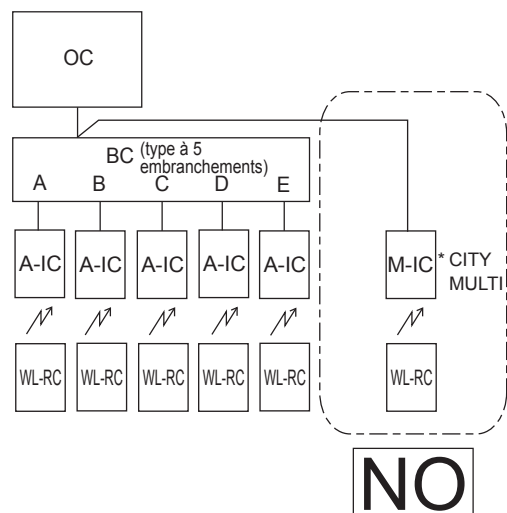 OC
BC (type à 5
embranchements)
A B C D E
A-IC A-IC A-IC A-IC A-IC M-IC * CITY
MULTI
WL-RC WL-RC WL-RC WL-RC WL-RC WL-RC
NO